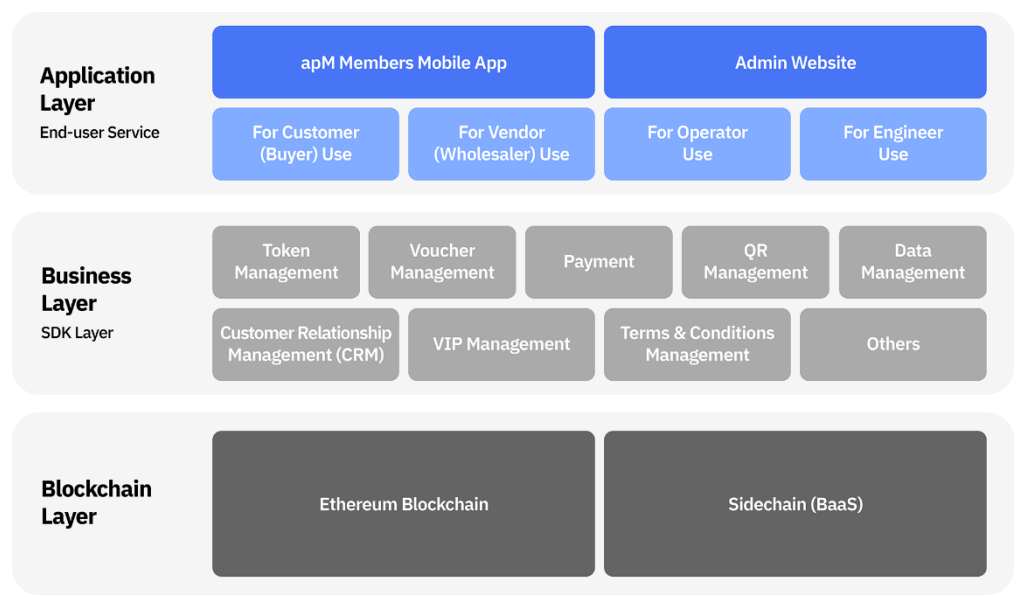 Application
Layer
End-user Service
apM Members Mobile App
Admin Website
For Customer
(Buyer) Use
For Vendor
(Wholesaler) Use
For Operator
Use
For Engineer
Use
Business
Layer
SDK Layer
Token
Management
Voucher
Management
Payment
QR
Management
Data
Management
Customer Relationship
Management (CRM)
VIP Management
Terms & Conditions
Management
Others
Blockchain
Layer
Ethereum Blockchain
Sidechain (BaaS)